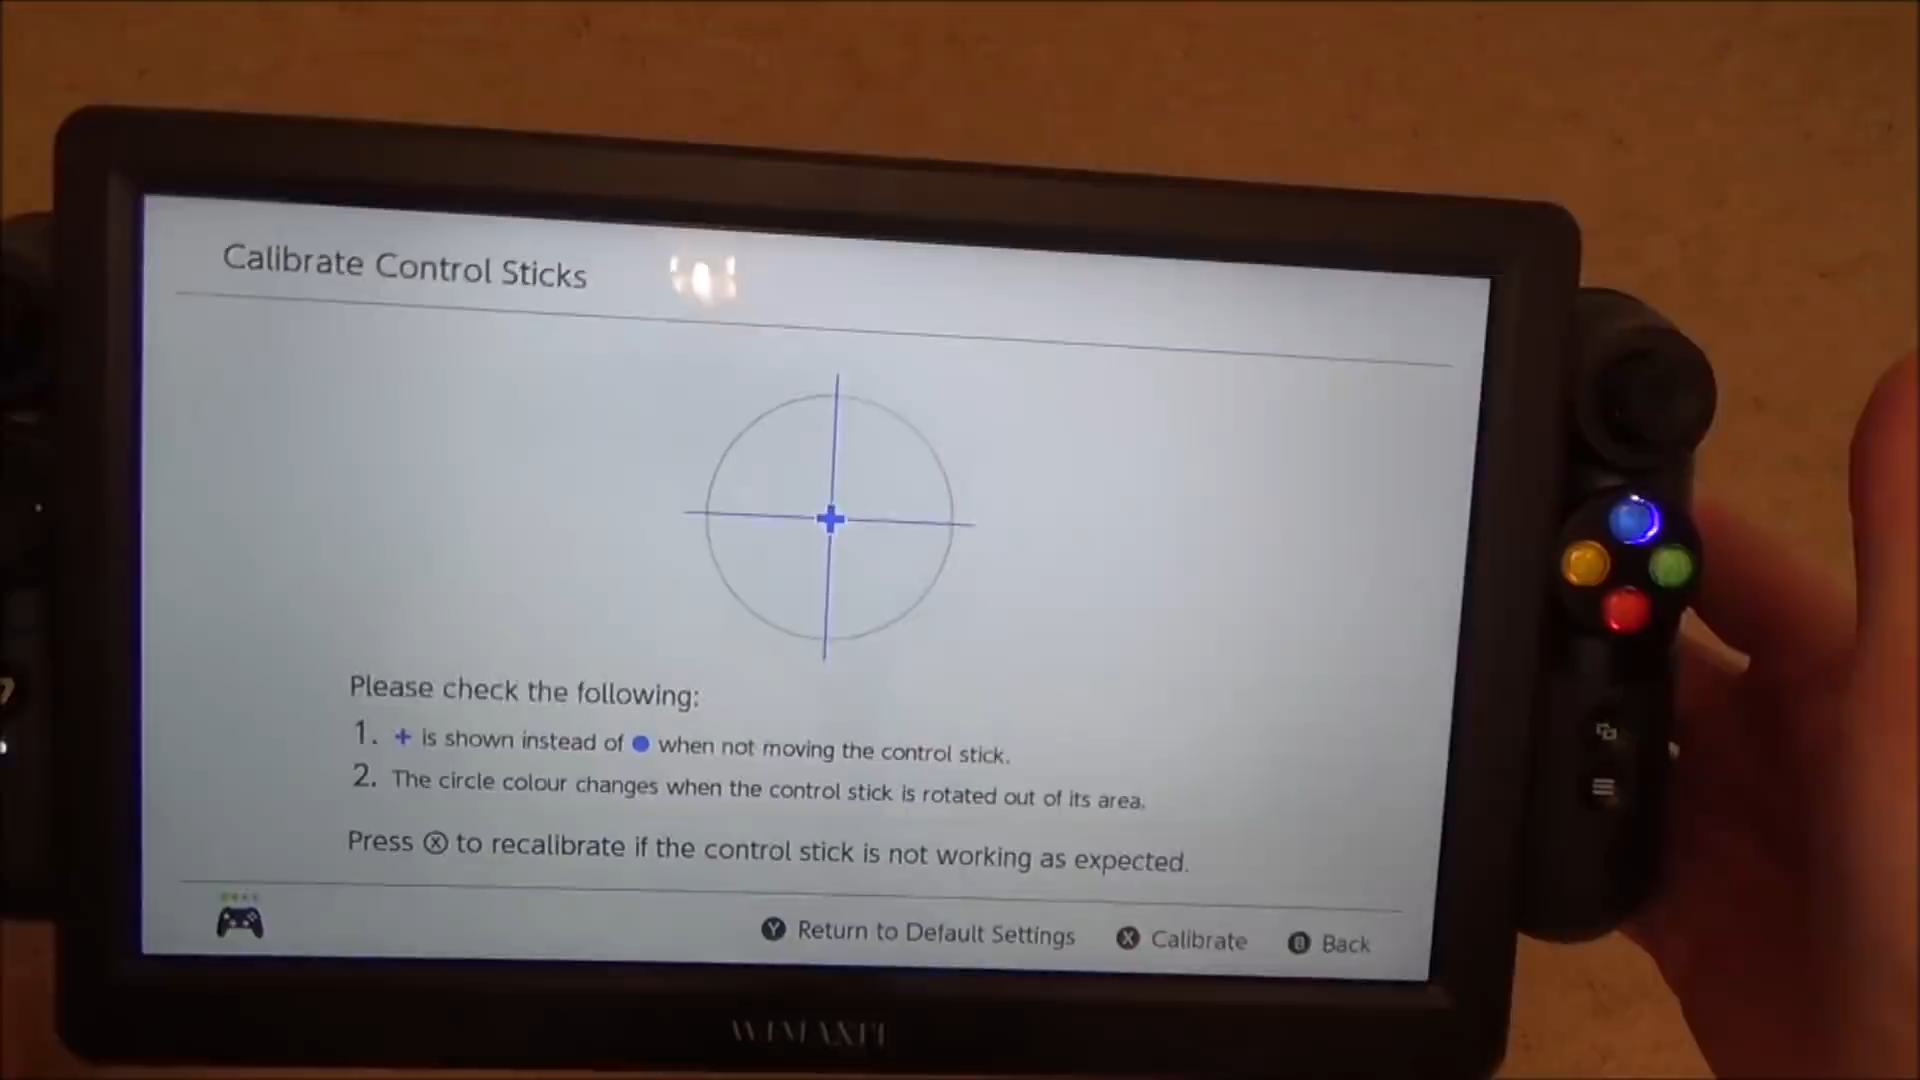 Calibrate Control Sticks
Please check the following:
1. + is shown instead of ● when not moving the control stick.
2. The circle colour changes when the control stick is rotated out of its area.
Press Ⓧ to recalibrate if the control stick is not working as expected.
Y Return to Default Settings X Calibrate B Back
WIMAXIT